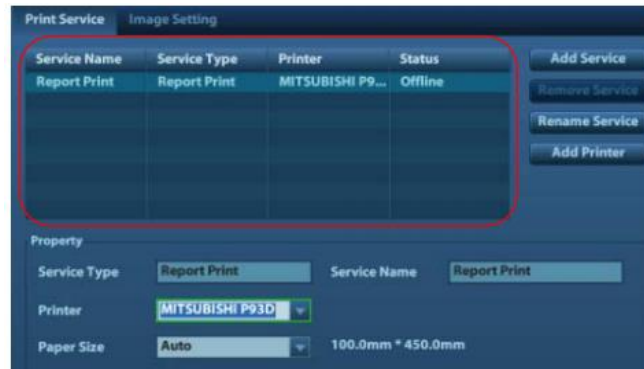 Print Service Image Setting
Service Name Service Type Printer Status Add Service
Report Print Report Print MITSUBISHI P9... Offline
Remove Service
Rename Service
Add Printer
Property
Service Type Report Print Service Name Report Print
Printer MITSUBISHI P93D
Paper Size Auto 100.0mm * 450.0mm